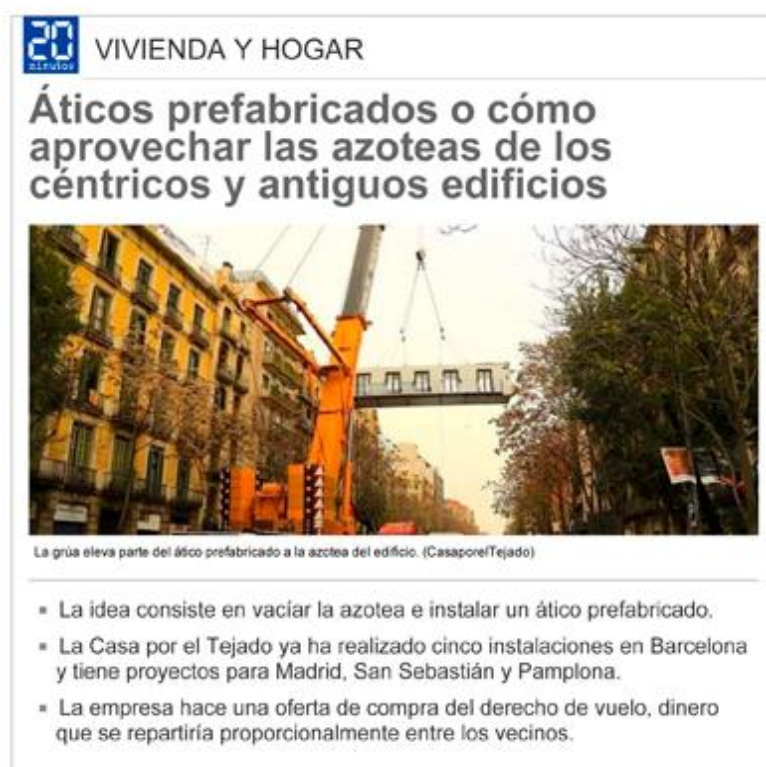 20
minutos
VIVIENDA Y HOGAR
Áticos prefabricados o cómo
aprovechar las azoteas de los
céntricos y antiguos edificios
La grúa eleva parte del ático prefabricado a la azotea del edificio. (CasaporelTejado)
La idea consiste en vacíar la azotea e instalar un ático prefabricado.
La Casa por el Tejado ya ha realizado cinco instalaciones en Barcelona
y tiene proyectos para Madrid, San Sebastián y Pamplona.
La empresa hace una oferta de compra del derecho de vuelo, dinero
que se repartiría proporcionalmente entre los vecinos.